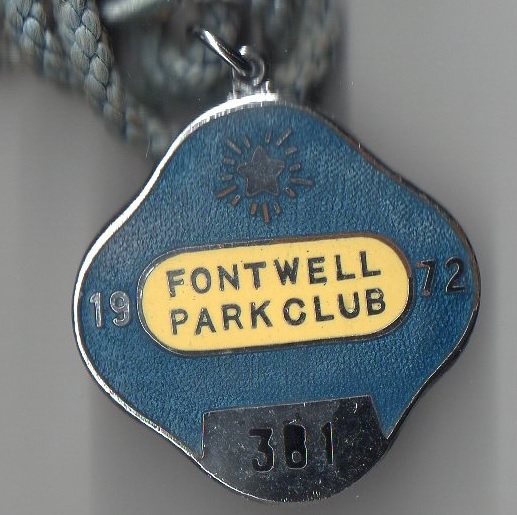 FONTWELL
PARK CLUB
19 72
381